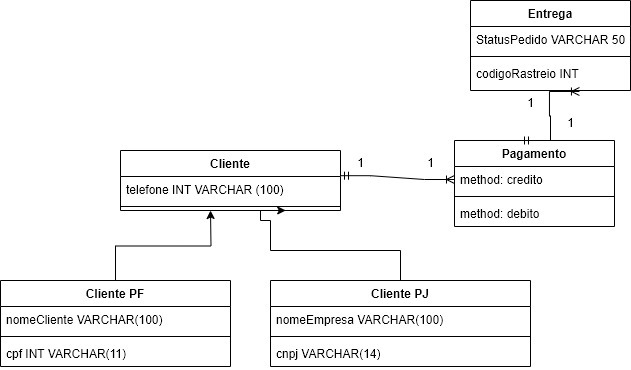 Entrega
StatusPedido VARCHAR 50
codigoRastreio INT
1
1
Pagamento
method: credito
method: debito
Cliente
telefone INT VARCHAR (100)
1
1
Cliente PF
nomeCliente VARCHAR(100)
cpf INT VARCHAR(11)
Cliente PJ
nomeEmpresa VARCHAR(100)
cnpj VARCHAR(14)